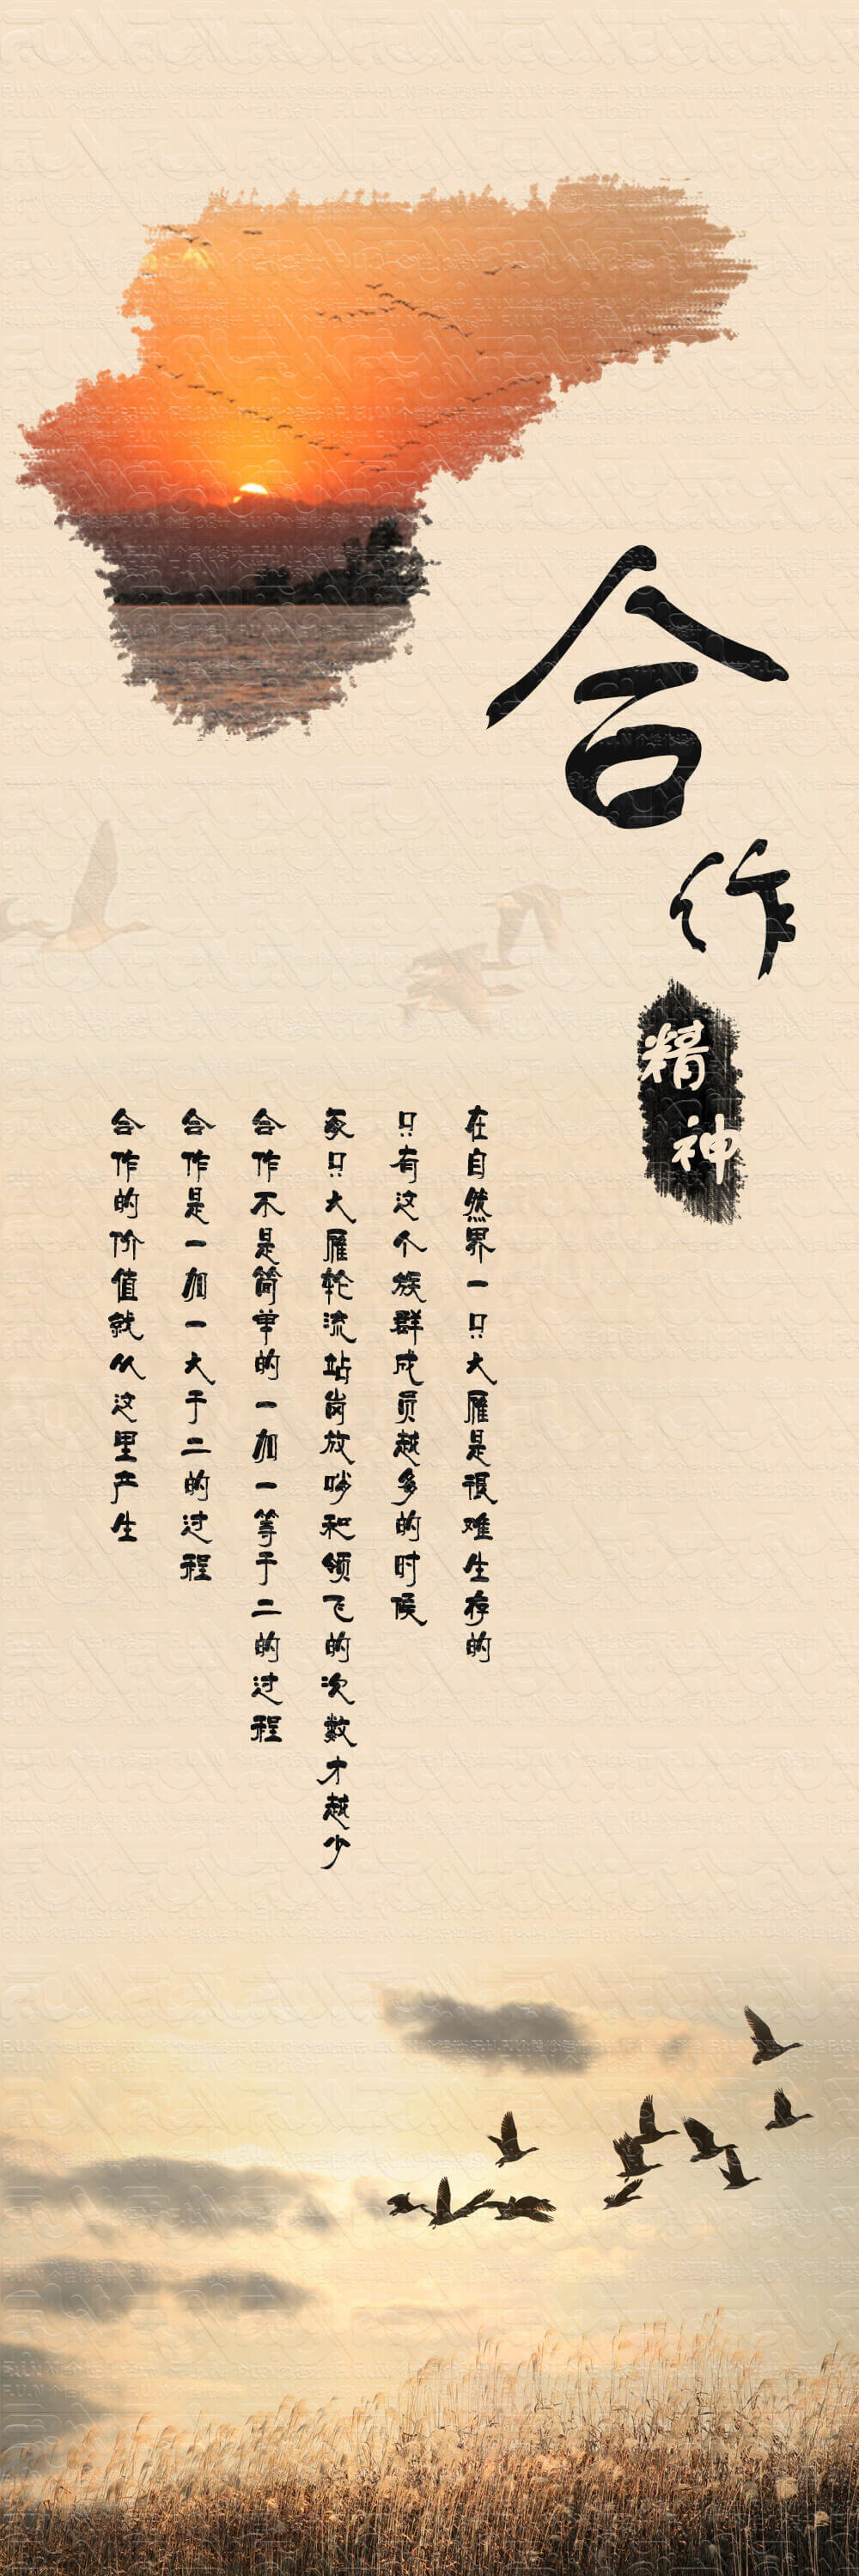 合作
精神
在自然界一只大雁是很难生存的
只有这个族群成员越多的时候
每只大雁轮流站岗放哨和领飞的次数才越少
合作不是简单的一加一等于二的过程
合作是一加一大于二的过程
合作的价值就从这里产生